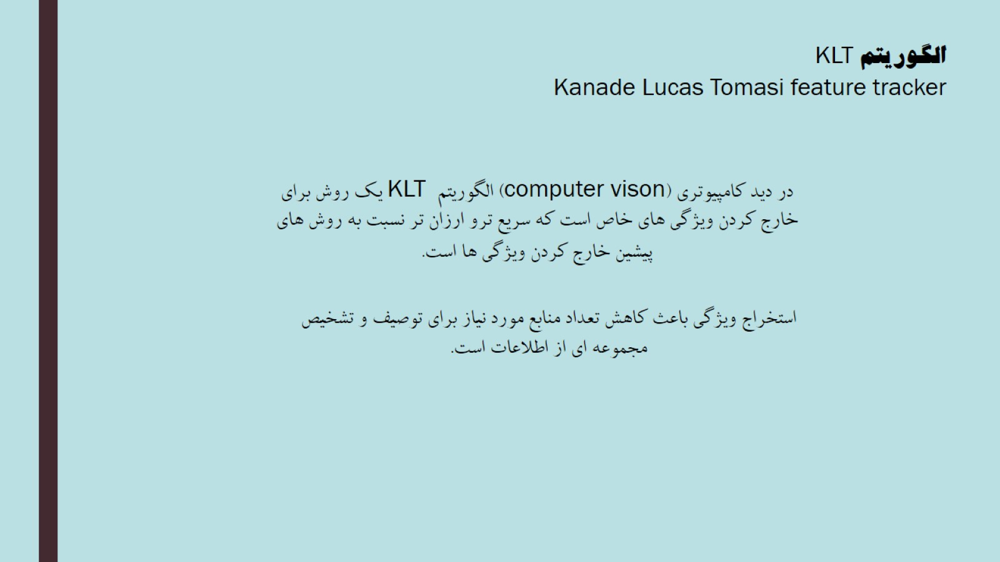 الگوریتم KLT
Kanade Lucas Tomasi feature tracker
در دید کامپیوتری (computer vison) الگوریتم KLT یک روش برای
خارج کردن ویژگی های خاص است که سریع ترو ارزان تر نسبت به روش های
پیشین خارج کردن ویژگی ها است.
استخراج ویژگی باعث کاهش تعداد منابع مورد نیاز برای توصیف و تشخیص
مجموعه ای از اطلاعات است.